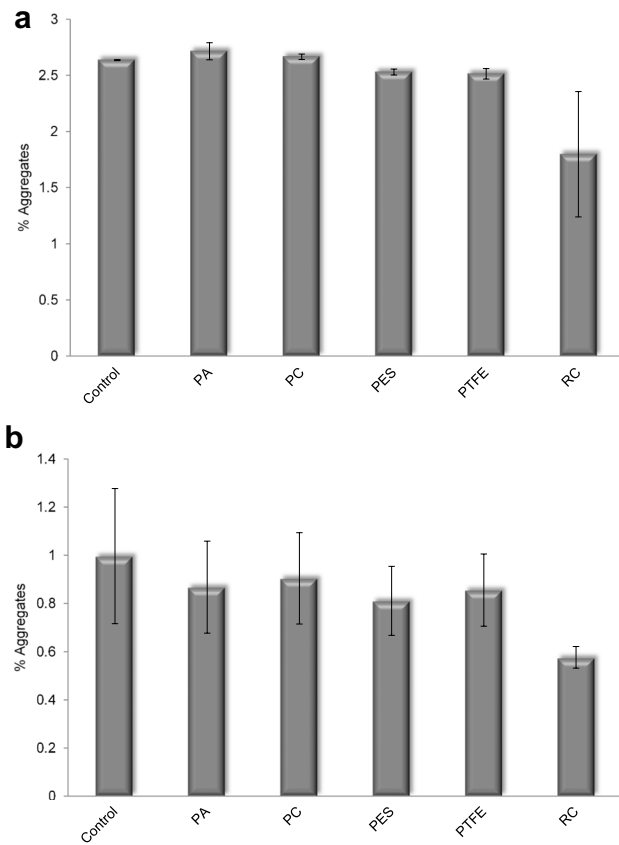 a
3
2.5
2
1.5
1
0.5
0
% Aggregates
Control
PA
PC
PES
PTFE
RC
b
1.4
1.2
1
0.8
0.6
0.4
0.2
0
% Aggregates
Control
PA
PC
PES
PTFE
RC